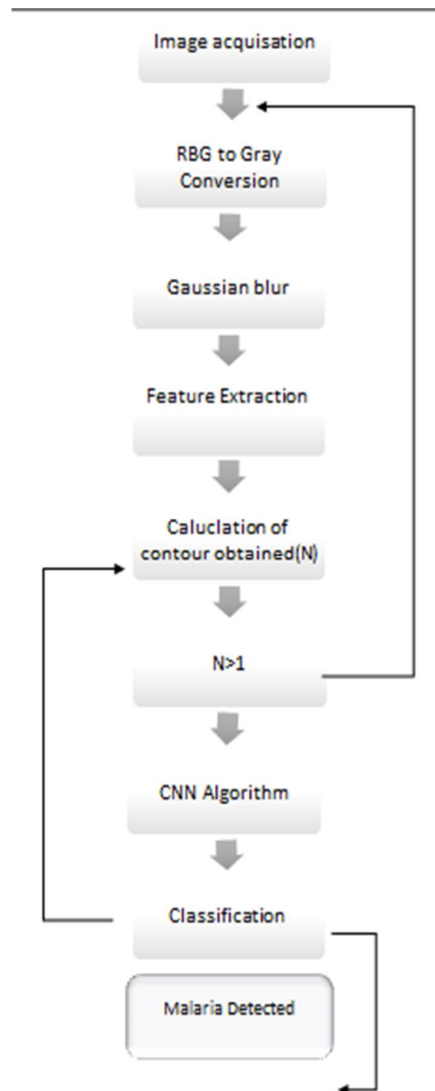 Image acquisation
RBG to Gray
Conversion
Gaussian blur
Feature Extraction
Caluclation of
contour obtained(N)
N>1
CNN Algorithm
Classification
Malaria Detected